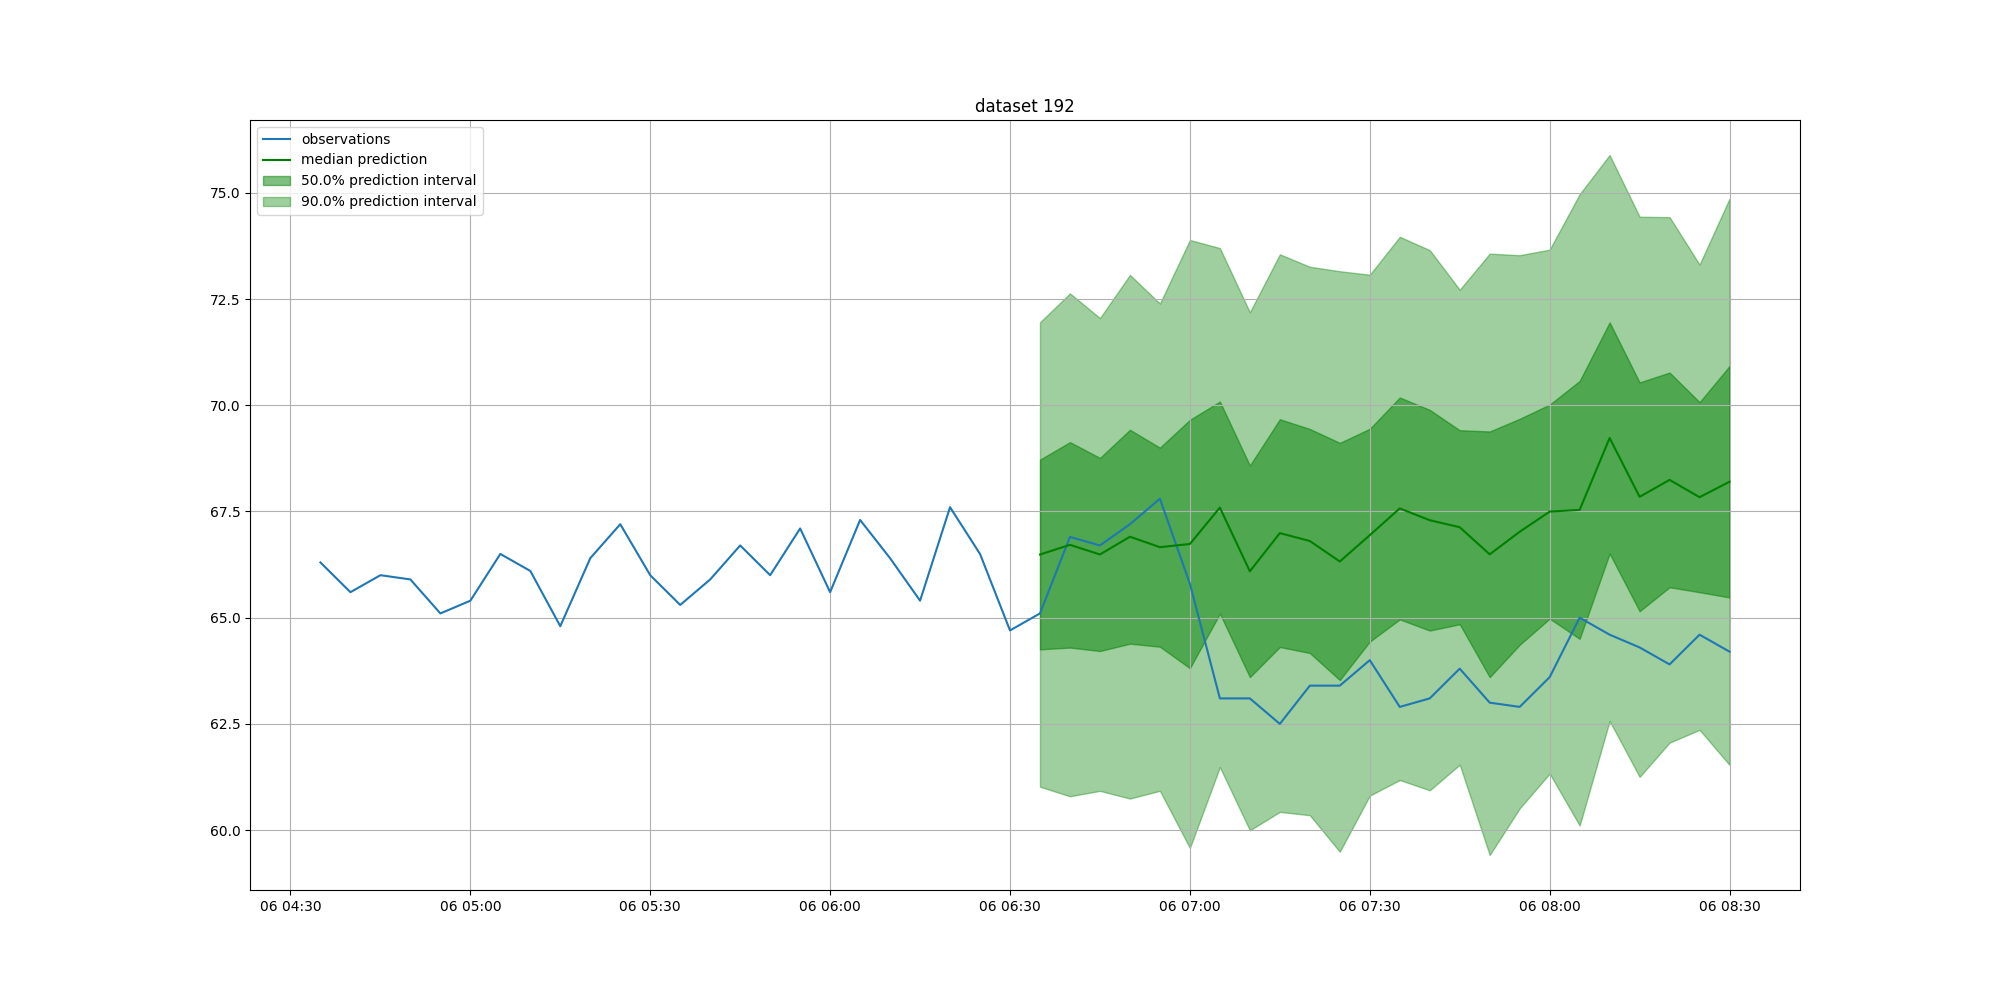 dataset 192
observations
median prediction
50.0% prediction interval
90.0% prediction interval
75.0
72.5
70.0
67.5
65.0
62.5
60.0
06 04:30 06 05:00 06 05:30 06 06:00 06 06:30 06 07:00 06 07:30 06 08:00 06 08:30